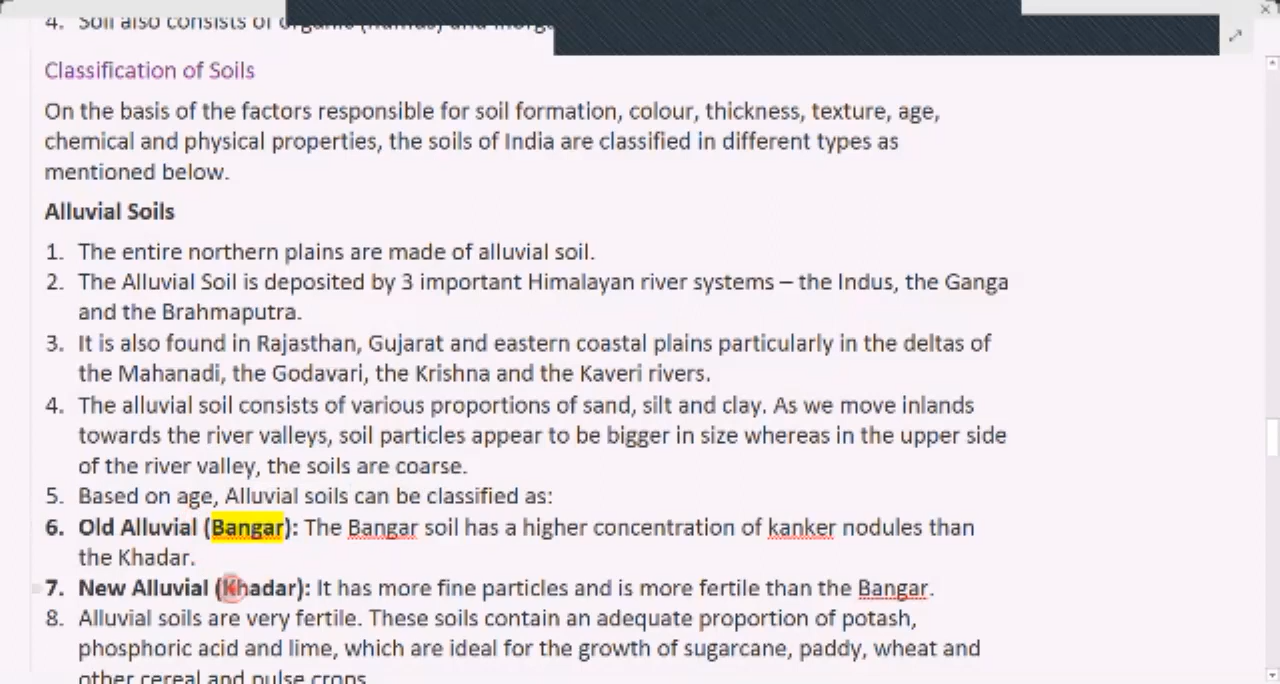 4. Soil also consists of
Classification of Soils
On the basis of the factors responsible for soil formation, colour, thickness, texture, age,
chemical and physical properties, the soils of India are classified in different types as
mentioned below.
Alluvial Soils
1. The entire northern plains are made of alluvial soil.
2. The Alluvial Soil is deposited by 3 important Himalayan river systems – the Indus, the Ganga
and the Brahmaputra.
3. It is also found in Rajasthan, Gujarat and eastern coastal plains particularly in the deltas of
the Mahanadi, the Godavari, the Krishna and the Kaveri rivers.
4. The alluvial soil consists of various proportions of sand, silt and clay. As we move inlands
towards the river valleys, soil particles appear to be bigger in size whereas in the upper side
of the river valley, the soils are coarse.
5. Based on age, Alluvial soils can be classified as:
6. Old Alluvial (Bangar): The Bangar soil has a higher concentration of kanker nodules than
the Khadar.
7. New Alluvial (Khadar): It has more fine particles and is more fertile than the Bangar.
8. Alluvial soils are very fertile. These soils contain an adequate proportion of potash,
phosphoric acid and lime, which are ideal for the growth of sugarcane, paddy, wheat and
other cereal and pulse crops.